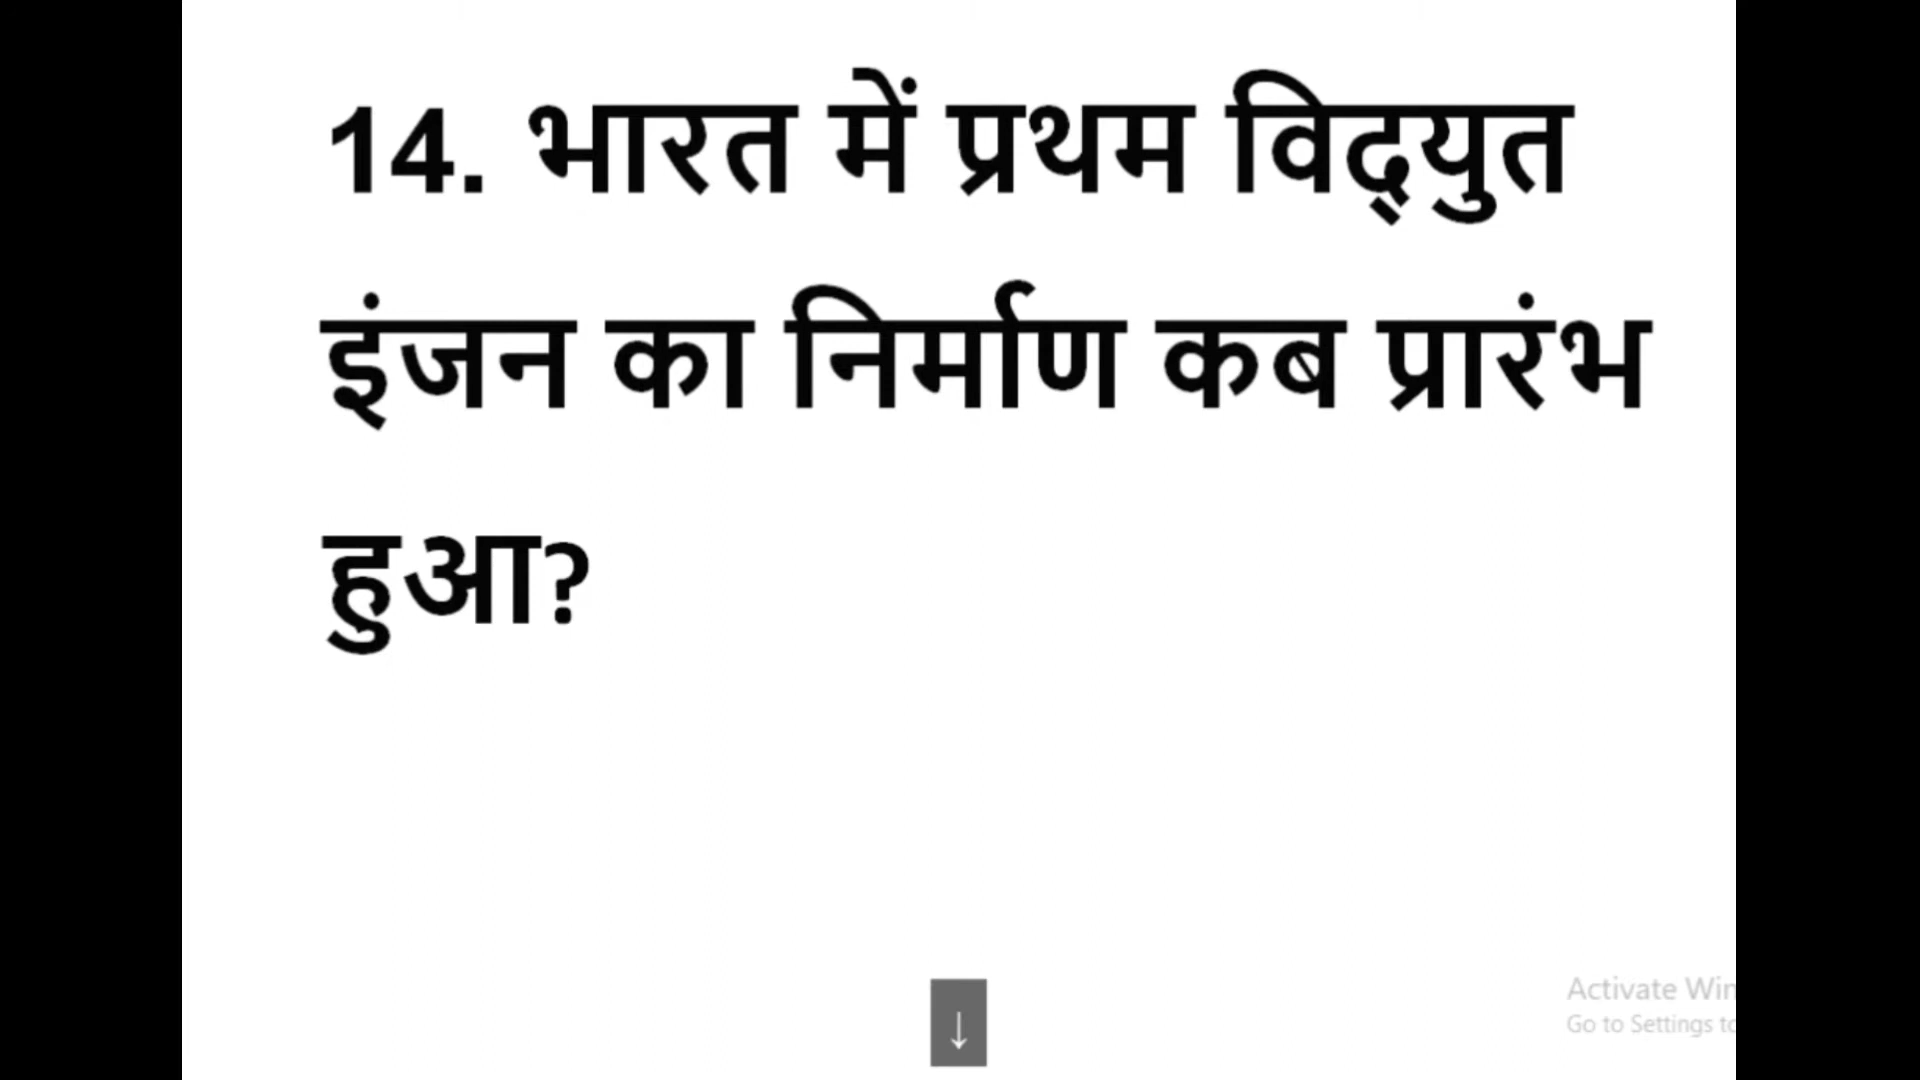 14. भारत में प्रथम विद्‌युत
इंजन का निर्माण कब प्रारंभ
हुआ?
↓
Activate Win
Go to Settings to